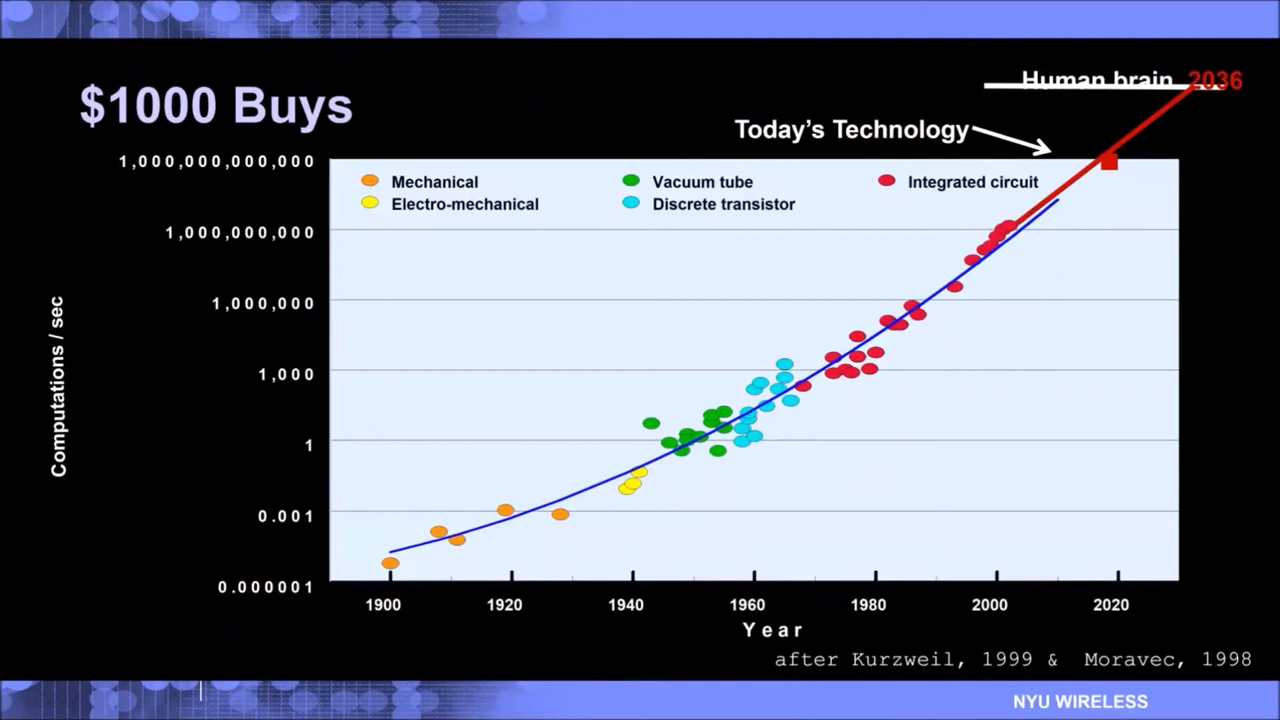 Human brain 2036
$1000 Buys
Today's Technology
1,000,000,000,000
Mechanical
Vacuum tube
Integrated circuit
Electro-mechanical
Discrete transistor
1,000,000,000
1,000,000
1,000
1
0.001
0.000001
Computations / sec
1900 1920 1940 1960 1980 2000 2020
Year
after Kurzweil, 1999 & Moravec, 1998
NYU WIRELESS